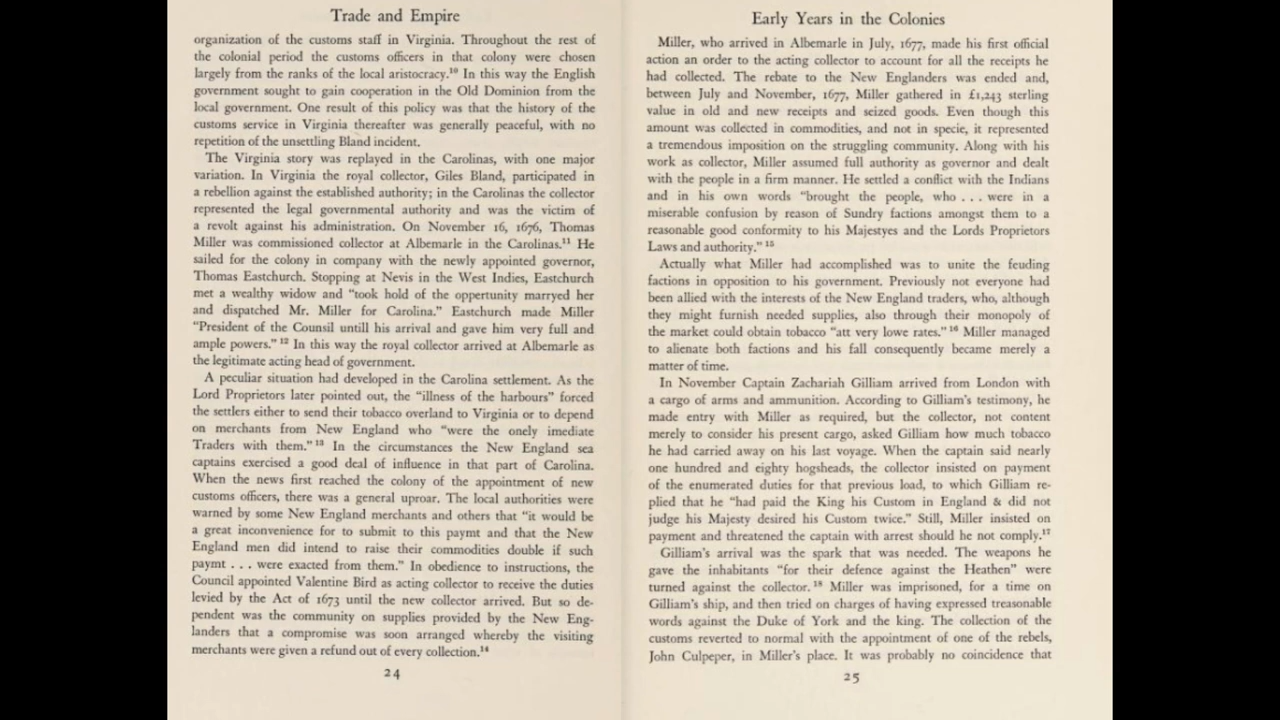 Trade and Empire
organization of the customs staff in Virginia. Throughout the rest of
the colonial period the customs officers in that colony were chosen
largely from the ranks of the local aristocracy.¹⁰ In this way the English
government sought to gain cooperation in the Old Dominion from the
local government. One result of this policy was that the history of the
customs service in Virginia thereafter was generally peaceful, with no
repetition of the unsettling Bland incident.
The Virginia story was replayed in the Carolinas, with one major
variation. In Virginia the royal collector, Giles Bland, participated in
a rebellion against the established authority; in the Carolinas the collector
represented the legal governmental authority and was the victim of
a revolt against his administration. On November 16, 1676, Thomas
Miller was commissioned collector at Albemarle in the Carolinas.¹¹ He
sailed for the colony in company with the newly appointed governor,
Thomas Eastchurch. Stopping at Nevis in the West Indies, Eastchurch
met a wealthy widow and “took hold of the oppertunity marryed her
and dispatched Mr. Miller for Carolina.” Eastchurch made Miller
“President of the Counsil untill his arrival and gave him very full and
ample powers.” ¹² In this way the royal collector arrived at Albemarle as
the legitimate acting head of government.
A peculiar situation had developed in the Carolina settlement. As the
Lord Proprietors later pointed out, the “illness of the harbours” forced
the settlers either to send their tobacco overland to Virginia or to depend
on merchants from New England who “were the onely imediate
Traders with them.” ¹³ In the circumstances the New England sea
captains exercised a good deal of influence in that part of Carolina.
When the news first reached the colony of the appointment of new
customs officers, there was a general uproar. The local authorities were
warned by some New England merchants and others that “it would be
a great inconvenience for to submit to this paymt and that the New
England men did intend to raise their commodities double if such
paymt . . . were exacted from them.” In obedience to instructions, the
Council appointed Valentine Bird as acting collector to receive the duties
levied by the Act of 1673 until the new collector arrived. But so de-
pendent was the community on supplies provided by the New Eng-
landers that a compromise was soon arranged whereby the visiting
merchants were given a refund out of every collection.¹⁴
24
Early Years in the Colonies
Miller, who arrived in Albemarle in July, 1677, made his first official
action an order to the acting collector to account for all the receipts he
had collected. The rebate to the New Englanders was ended and,
between July and November, 1677, Miller gathered in £1,243 sterling
value in old and new receipts and seized goods. Even though this
amount was collected in commodities, and not in specie, it represented
a tremendous imposition on the struggling community. Along with his
work as collector, Miller assumed full authority as governor and dealt
with the people in a firm manner. He settled a conflict with the Indians
and in his own words “brought the people, who . . . were in a
miserable confusion by reason of Sundry factions amongst them to a
reasonable good conformity to his Majestyes and the Lords Proprietors
Laws and authority.” ¹⁵
Actually what Miller had accomplished was to unite the feuding
factions in opposition to his government. Previously not everyone had
been allied with the interests of the New England traders, who, although
they might furnish needed supplies, also through their monopoly of
the market could obtain tobacco “att very lowe rates.” ¹⁶ Miller managed
to alienate both factions and his fall consequently became merely a
matter of time.
In November Captain Zachariah Gilliam arrived from London with
a cargo of arms and ammunition. According to Gilliam’s testimony, he
made entry with Miller as required, but the collector, not content
merely to consider his present cargo, asked Gilliam how much tobacco
he had carried away on his last voyage. When the captain said nearly
one hundred and eighty hogsheads, the collector insisted on payment
of the enumerated duties for that previous load, to which Gilliam re-
plied that he “had paid the King his Custom in England & did not
judge his Majesty desired his Custom twice.” Still, Miller insisted on
payment and threatened the captain with arrest should he not comply.¹⁷
Gilliam’s arrival was the spark that was needed. The weapons he
gave the inhabitants “for their defence against the Heathen” were
turned against the collector. ¹⁸ Miller was imprisoned, for a time on
Gilliam’s ship, and then tried on charges of having expressed treasonable
words against the Duke of York and the king. The collection of the
customs reverted to normal with the appointment of one of the rebels,
John Culpeper, in Miller’s place. It was probably no coincidence that
25